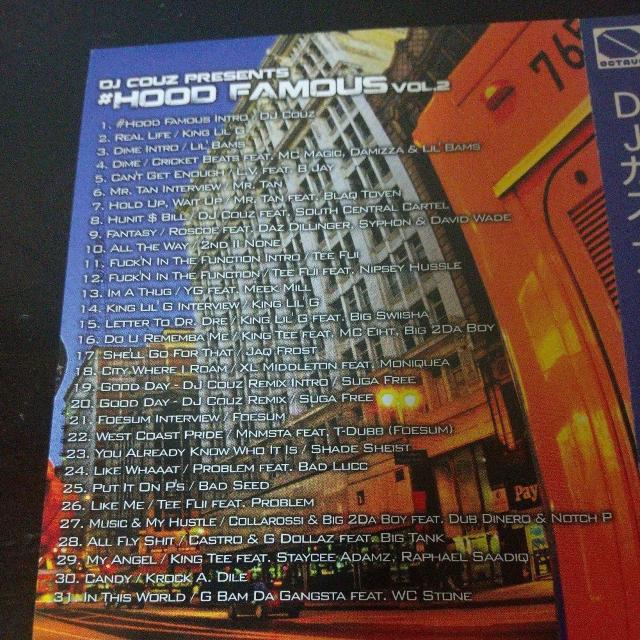 DJ COUZ PRESENTS
#HOOD FAMOUS VOL.2
1. #HOOD FAMOUS INTRO / DJ COUZ
2. REAL LIFE / KING LIL' G
3. DIME INTRO / LIL' BAMS
4. DIME / CRICKET BEATS FEAT. MC MAGIC, DAMIZZA & LIL' BAMS
5. CAN'T GET ENOUGH / L.V. FEAT. B JAY
6. MR. TAN INTERVIEW / MR. TAN
7. HOLD UP, WAIT UP / MR. TAN FEAT. BLAQ TOVEN
8. HUNIT $ BILL / DJ COUZ FEAT. SOUTH CENTRAL CARTEL
9. FANTASY / ROSCOE FEAT. DAZ DILLINGER, SYPHON & DAVID WADE
10. ALL THE WAY / 2ND II NONE
11. FUCK'N IN THE FUNCTION INTRO / TEE FLII
12. FUCK'N IN THE FUNCTION / TEE FLII FEAT. NIPSEY HUSSLE
13. IM A THUG / YG FEAT. MEEK MILL
14. KING LIL' G INTERVIEW / KING LIL' G
15. LETTER TO DR. DRE / KING LIL' G FEAT. BIG SWIISHA
16. DO U REMEMBA ME / KING TEE FEAT. MC EIHT, BIG 2DA BOY
17. SHE'LL GO FOR THAT / JAQ FROST
18. CITY WHERE I ROAM / XL MIDDLETON FEAT. MONIQUEA
19. GOOD DAY - DJ COUZ REMIX INTRO / SUGA FREE
20. GOOD DAY - DJ COUZ REMIX / SUGA FREE
21. FOESUM INTERVIEW / FOESUM
22. WEST COAST PRIDE / MNMSTA FEAT. T-DUBB (FOESUM)
23. YOU ALREADY KNOW WHO IT IS / SHADE SHEIST
24. LIKE WHAAAT / PROBLEM FEAT. BAD LUCC
25. PUT IT ON P'S / BAD SEED
26. LIKE ME / TEE FLII FEAT. PROBLEM
27. MUSIC & MY HUSTLE / COLLAROSSI & BIG 2DA BOY FEAT. DUB DINERO & NOTCH P
28. ALL FLY SHIT / CASTRO & G DOLLAZ FEAT. BIG TANK
29. MY ANGEL / KING TEE FEAT. STAYCEE ADAMZ, RAPHAEL SAADIQ
30. CANDY / KROCK A. DILE
31. IN THIS WORLD / G BAM DA GANGSTA FEAT. WC STONE
76
Pay
OCTAV
DJカズ